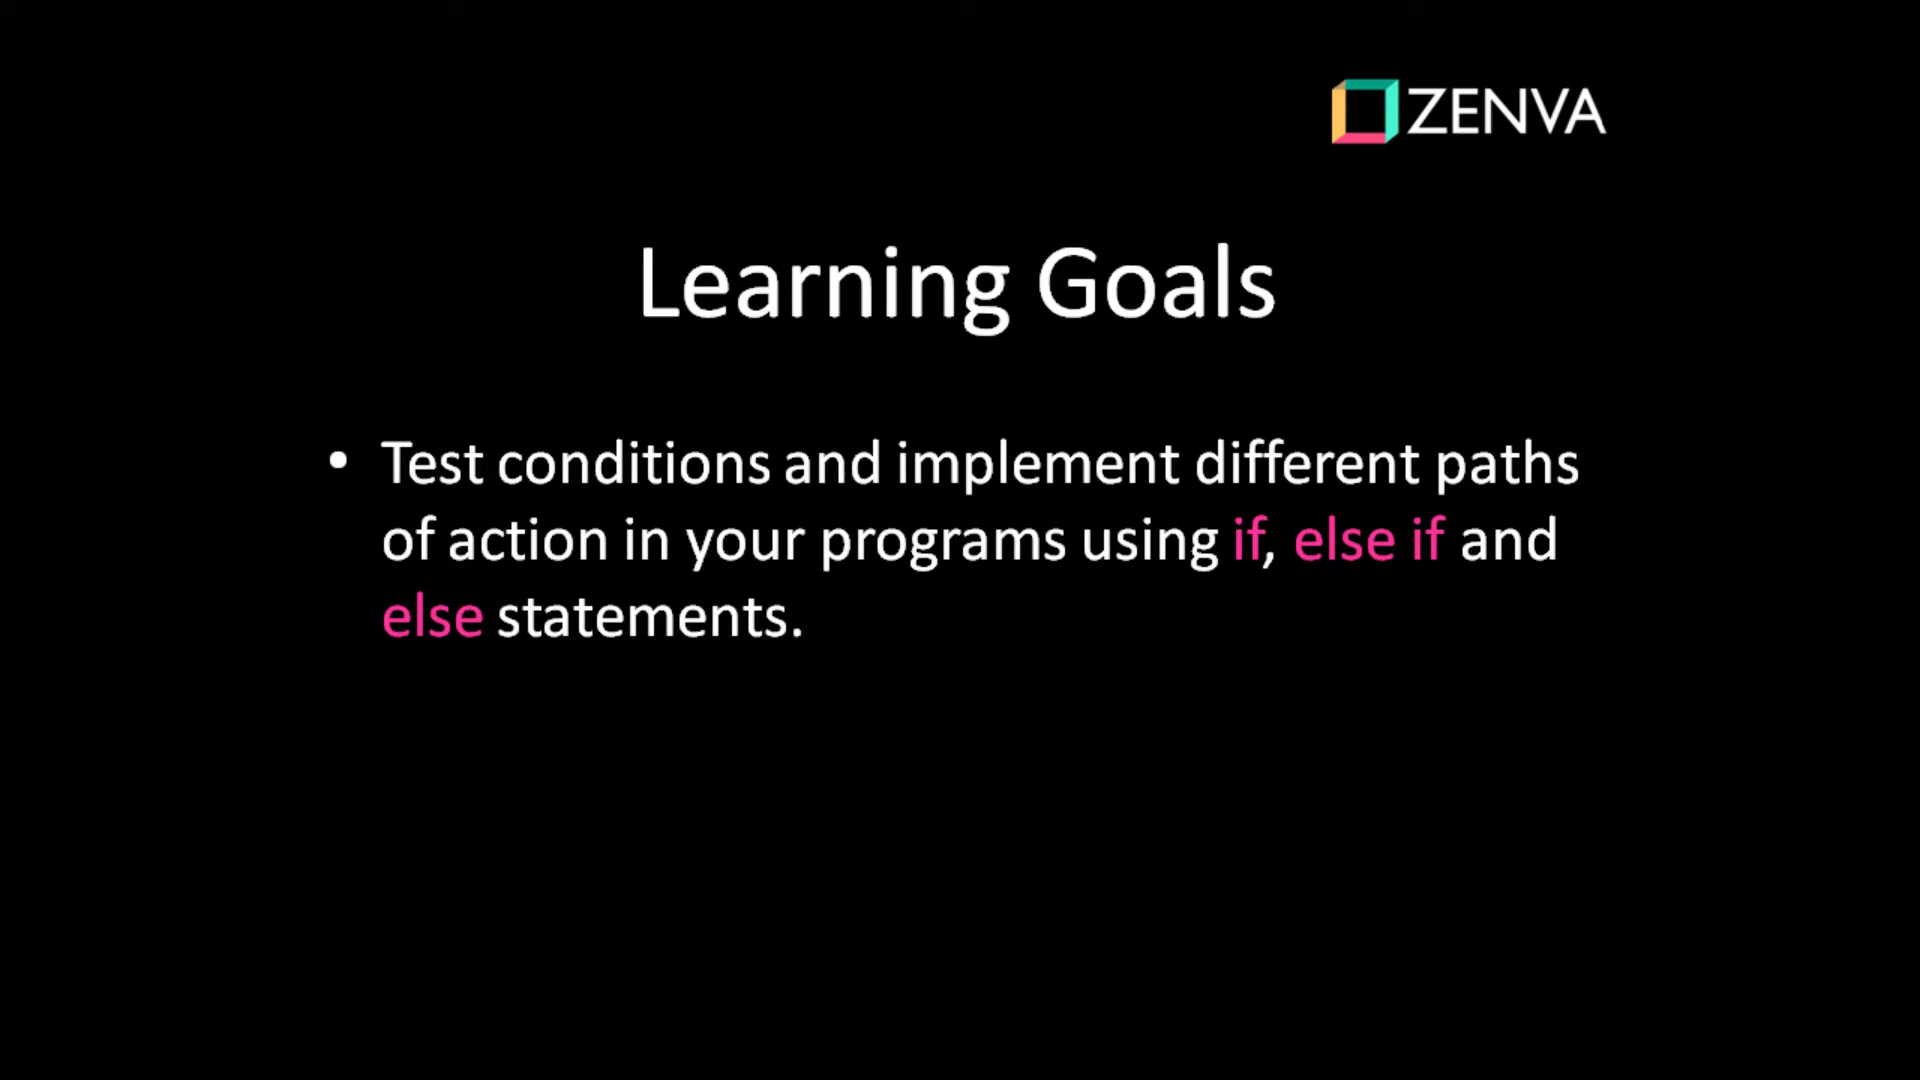 ZENVA
Learning Goals
• Test conditions and implement different paths
of action in your programs using if, else if and
else statements.